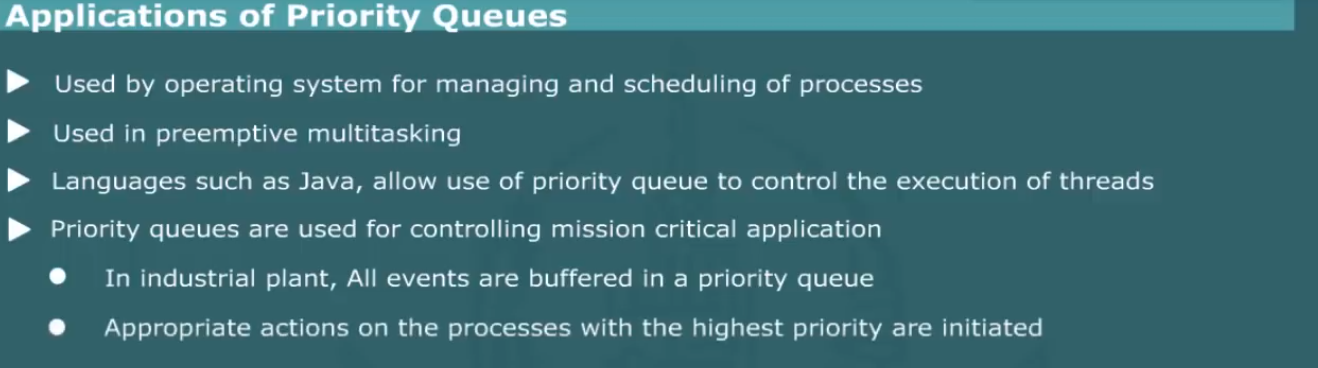 Applications of Priority Queues
Used by operating system for managing and scheduling of processes
Used in preemptive multitasking
Languages such as Java, allow use of priority queue to control the execution of threads
Priority queues are used for controlling mission critical application
In industrial plant, All events are buffered in a priority queue
Appropriate actions on the processes with the highest priority are initiated